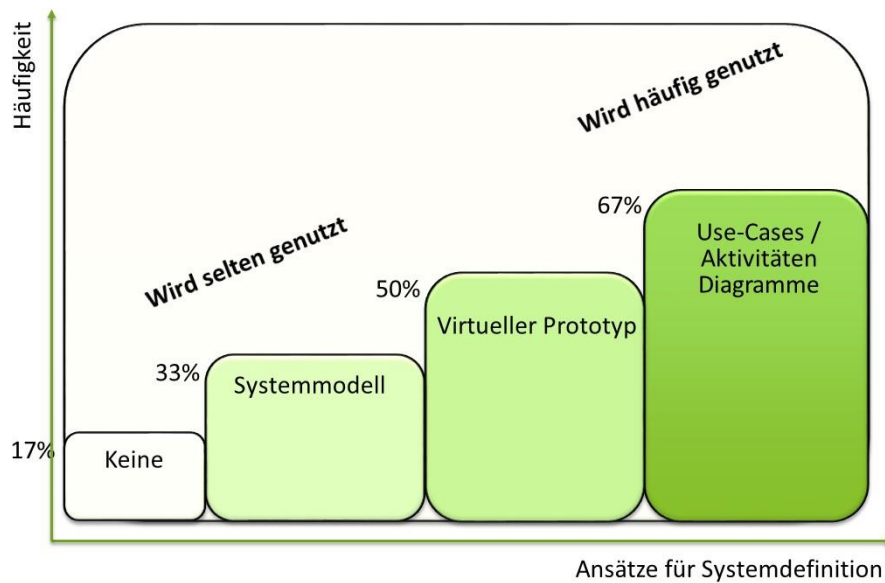 Häufigkeit
Wird häufig genutzt
Wird selten genutzt
67%
Use-Cases /
Aktivitäten
Diagramme
50%
Virtueller Prototyp
33%
Systemmodell
17%
Keine
Ansätze für Systemdefinition